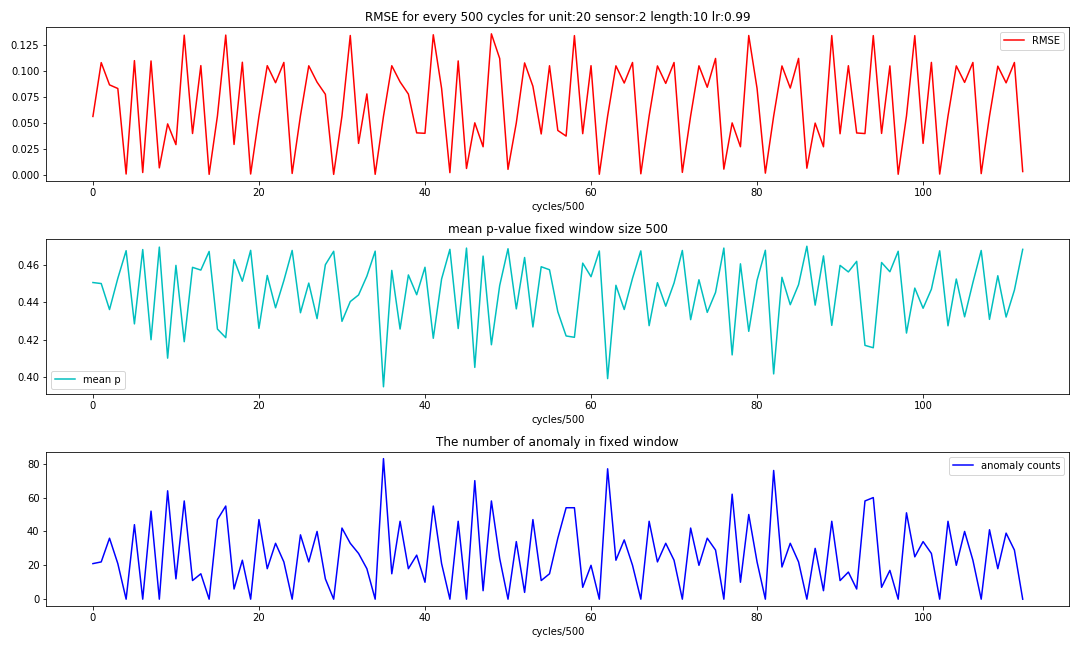 RMSE for every 500 cycles for unit:20 sensor:2 length:10 lr:0.99
RMSE
0.125
0.100
0.075
0.050
0.025
0.000
0 20 40 60 80 100
cycles/500
mean p-value fixed window size 500
0.46
0.44
0.42
0.40
mean p
0 20 40 60 80 100
cycles/500
The number of anomaly in fixed window
anomaly counts
80
60
40
20
0
0 20 40 60 80 100
cycles/500